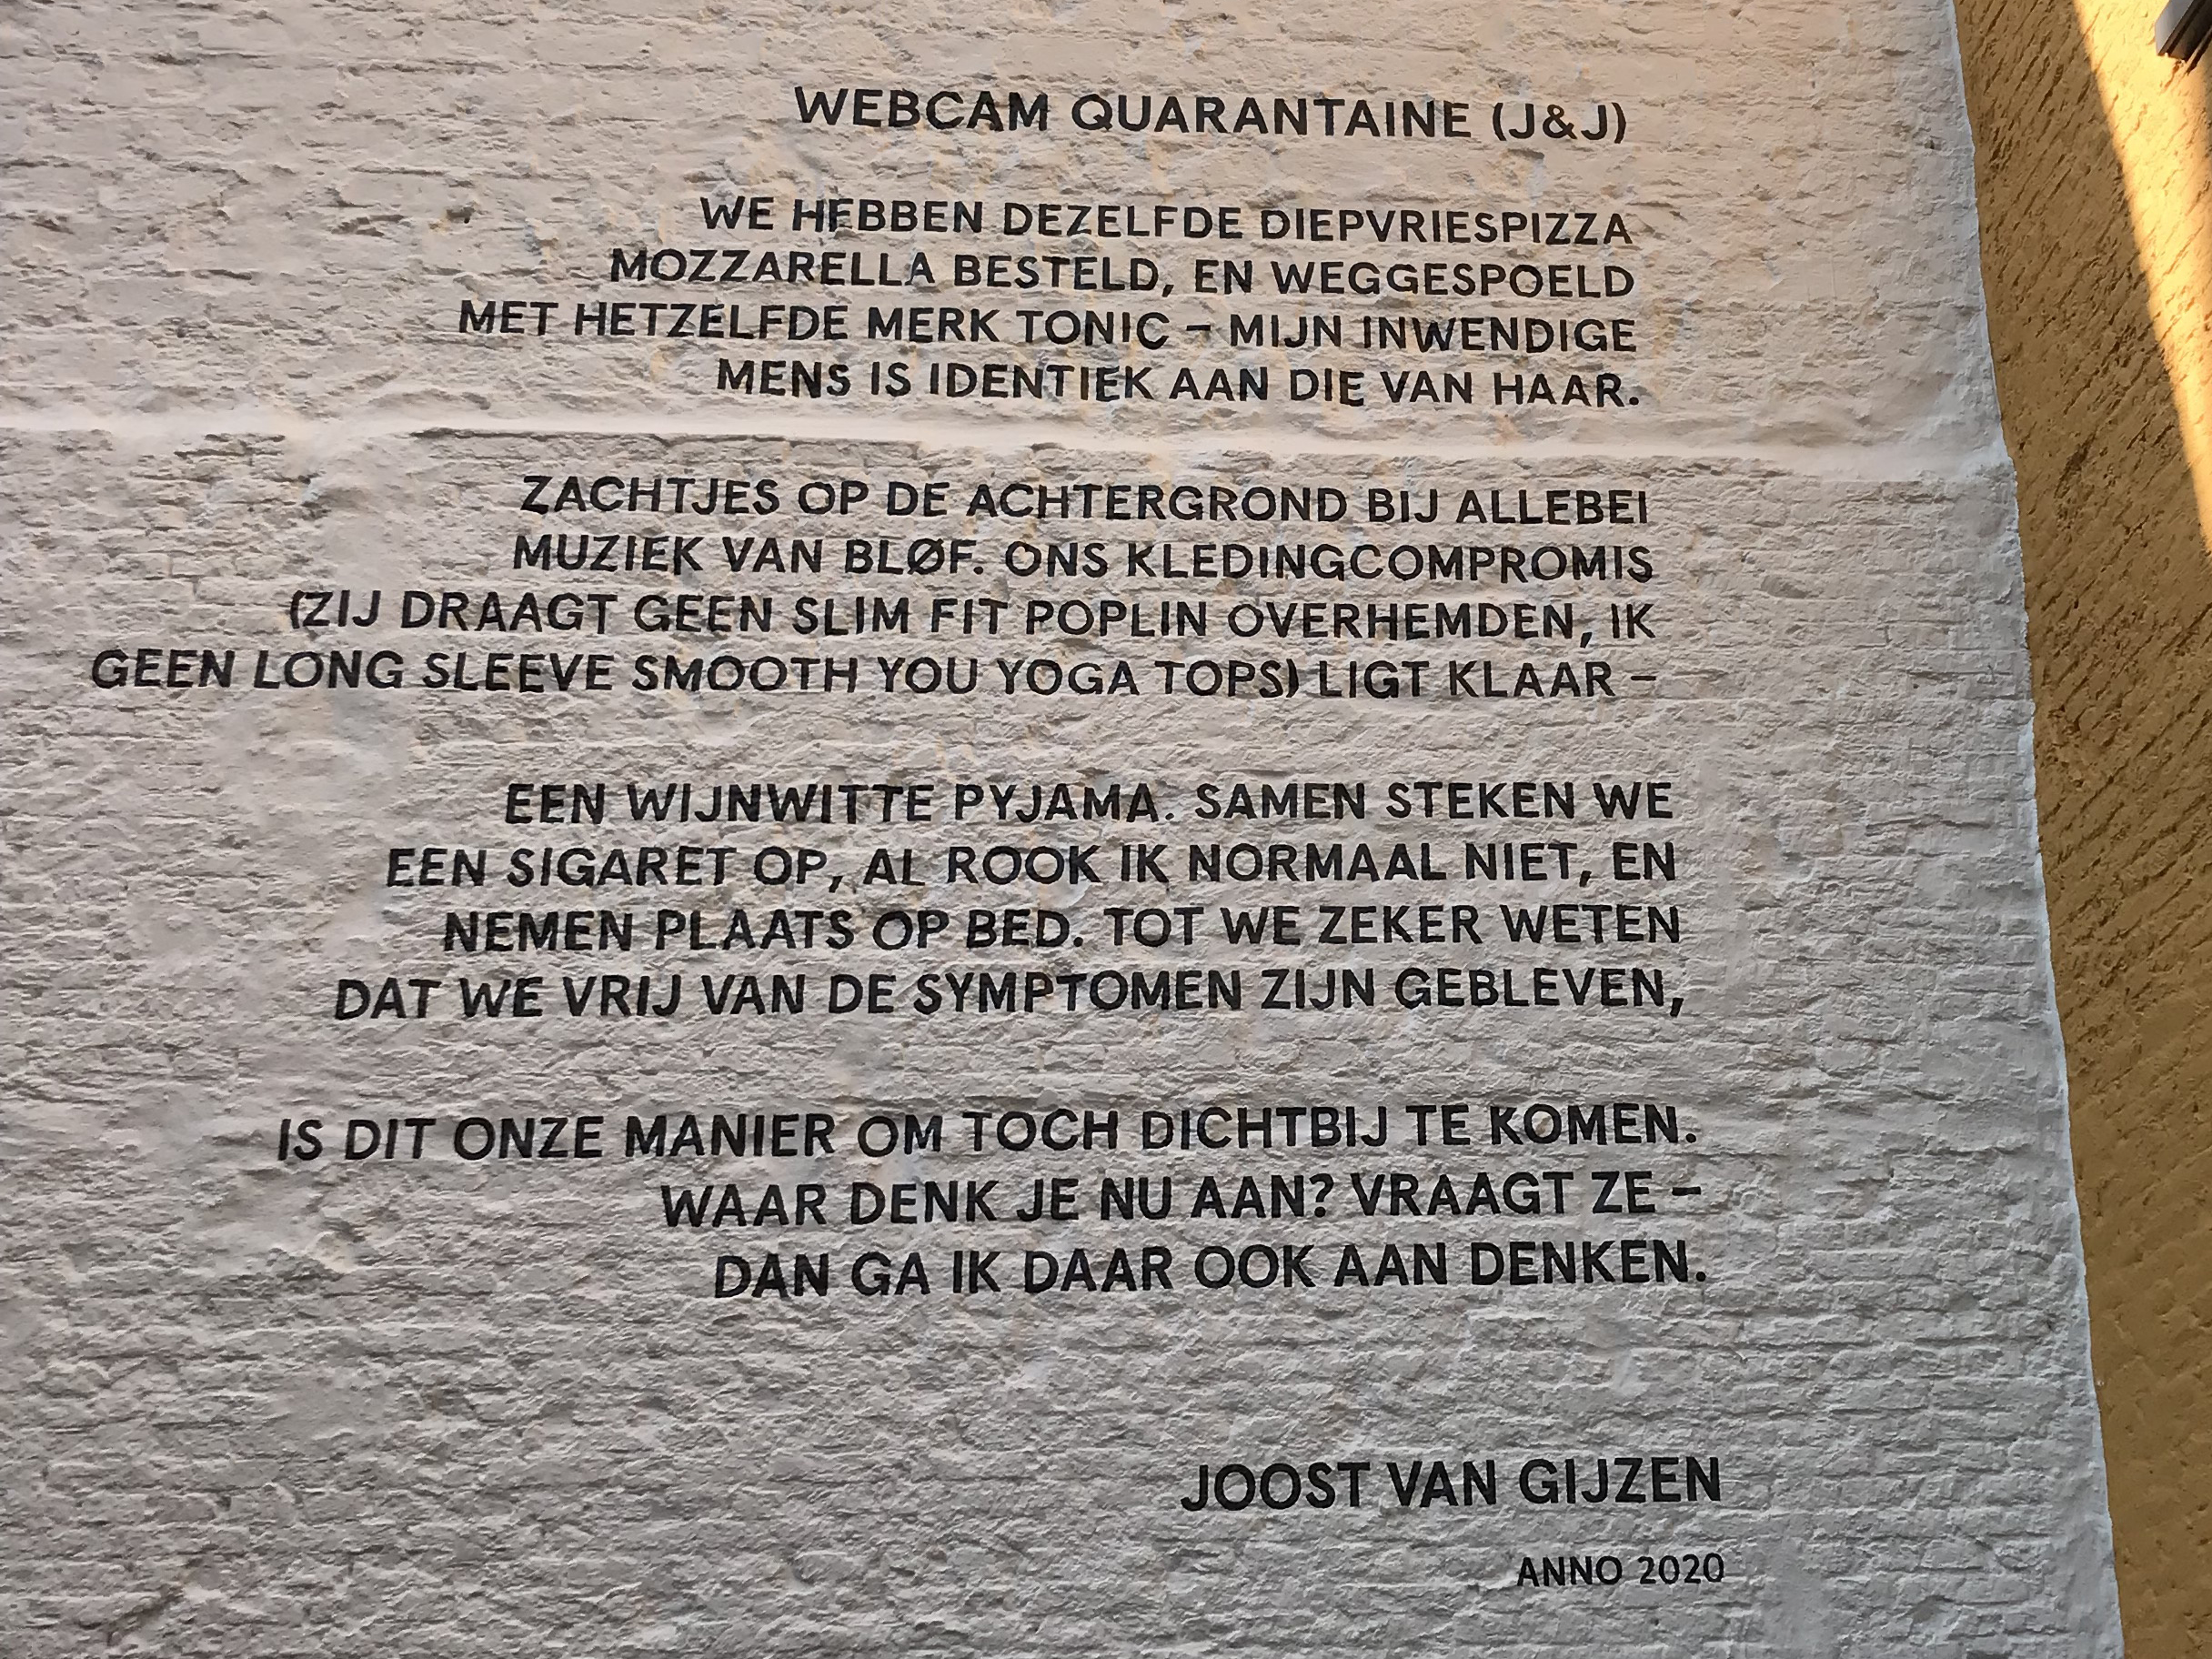 WEBCAM QUARANTAINE (J&J)
WE HEBBEN DEZELFDE DIEPVRIESPIZZA
MOZZARELLA BESTELD, EN WEGGESPOELD
MET HETZELFDE MERK TONIC – MIJN INWENDIGE
MENS IS IDENTIEK AAN DIE VAN HAAR.
ZACHTJES OP DE ACHTERGROND BIJ ALLEBEI
MUZIEK VAN BLØF. ONS KLEDINGCOMPROMIS
(ZIJ DRAAGT GEEN SLIM FIT POPLIN OVERHEMDEN, IK
GEEN LONG SLEEVE SMOOTH YOU YOGA TOPS) LIGT KLAAR –
EEN WIJNWITTE PYJAMA. SAMEN STEKEN WE
EEN SIGARET OP, AL ROOK IK NORMAAL NIET, EN
NEMEN PLAATS OP BED. TOT WE ZEKER WETEN
DAT WE VRIJ VAN DE SYMPTOMEN ZIJN GEBLEVEN,
IS DIT ONZE MANIER OM TOCH DICHTBIJ TE KOMEN.
WAAR DENK JE NU AAN? VRAAGT ZE –
DAN GA IK DAAR OOK AAN DENKEN.
JOOST VAN GIJZEN
ANNO 2020